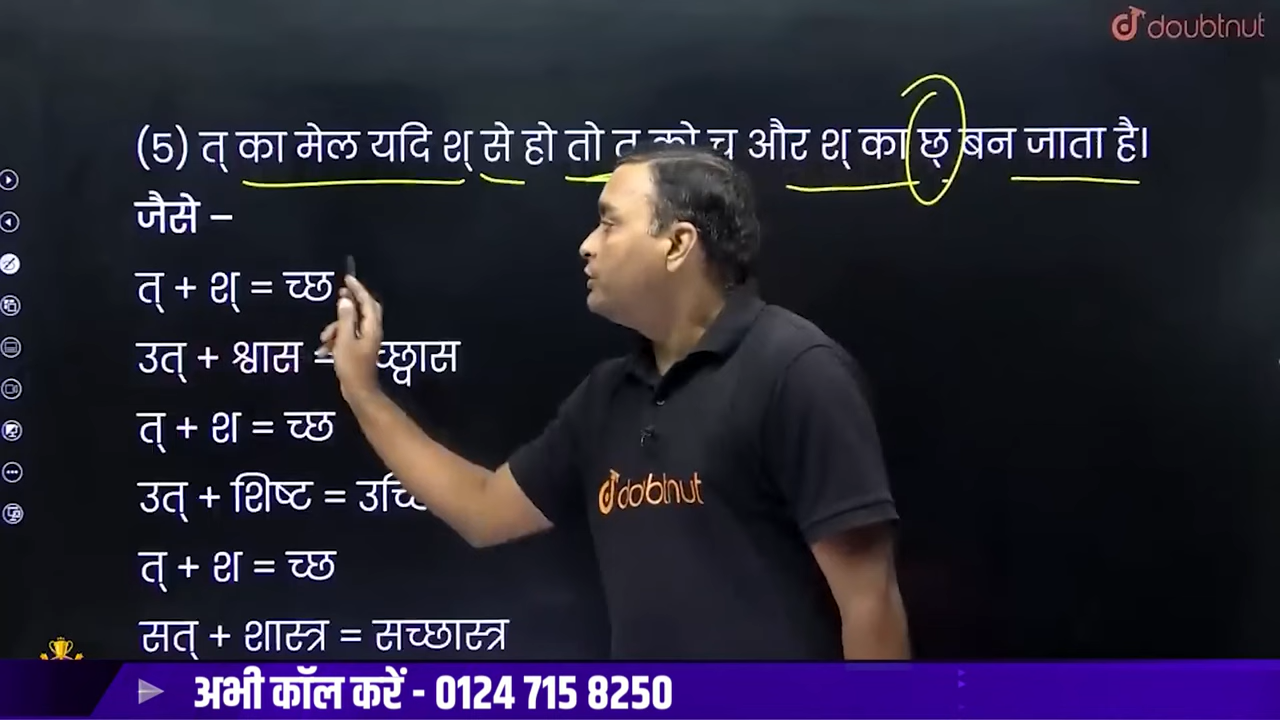 doubtnut
(5) त् का मेल यदि श् से हो तो त् को च और श् का छ् बन जाता है।
जैसे –
त् + श् = च्छ
उत् + श्वास = च्छ्वास
त् + श = च्छ
उत् + शिष्ट =
doubtnut
त् + श = च्छ
सत् + शास्त्र = सच्छास्त्र
अभी कॉल करें - 0124 715 8250